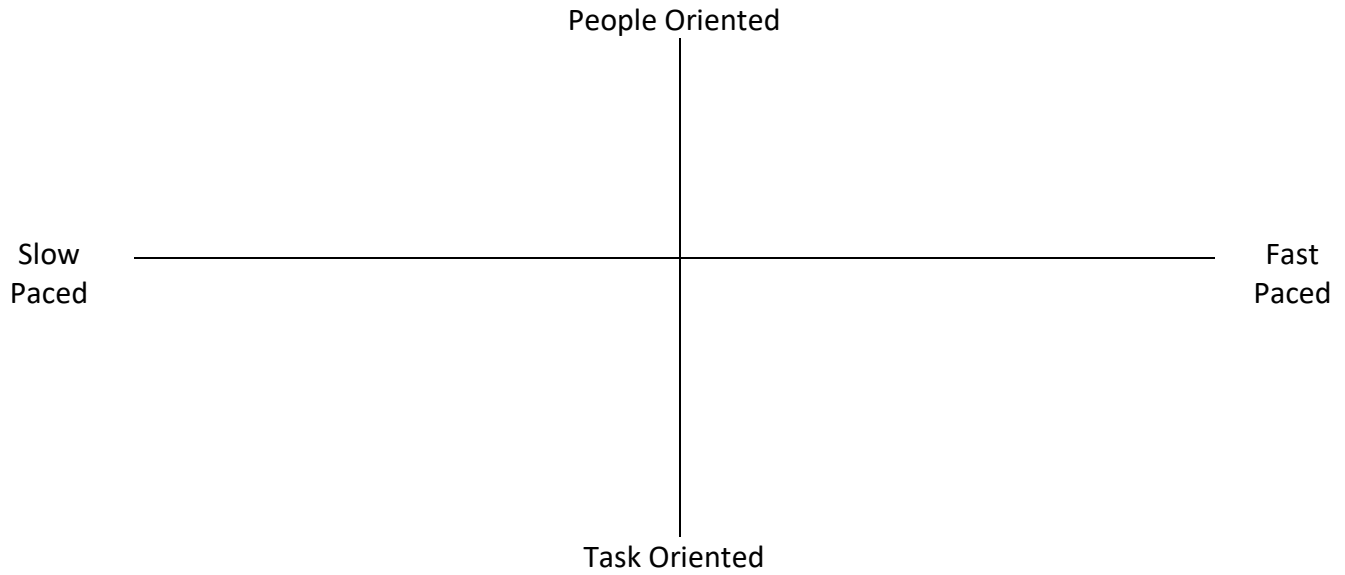 People Oriented
Slow
Paced
Fast
Paced
Task Oriented